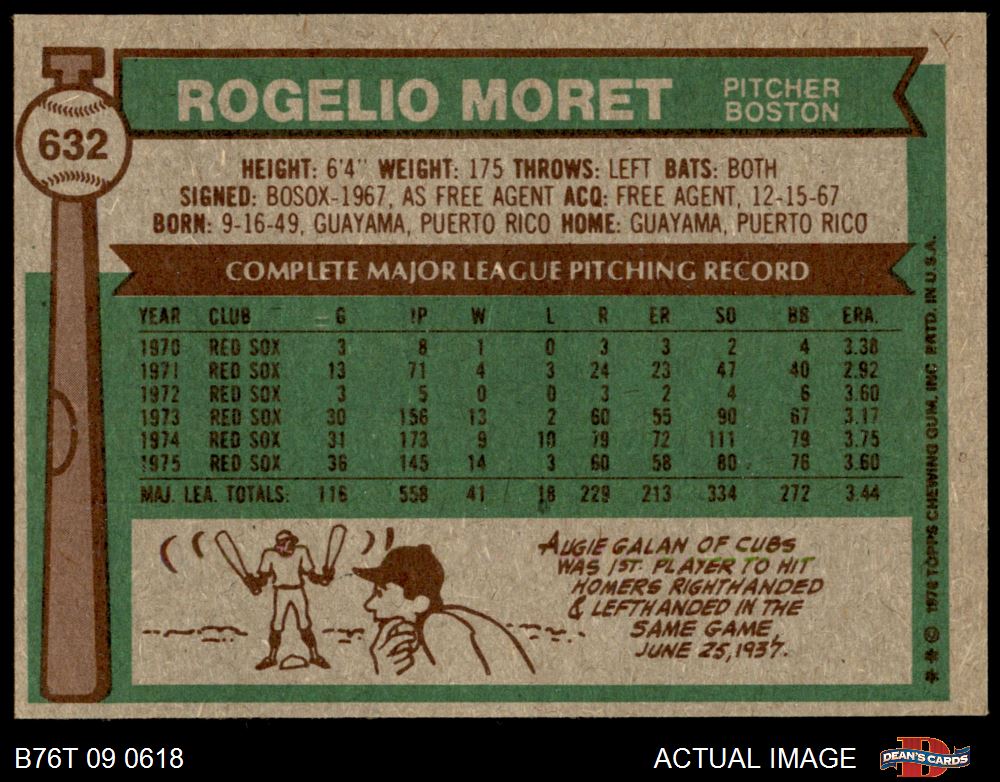 632
ROGELIO MORET
PITCHER
BOSTON
HEIGHT: 6'4" WEIGHT: 175 THROWS: LEFT BATS: BOTH
SIGNED: BOSOX-1967, AS FREE AGENT ACQ: FREE AGENT, 12-15-67
BORN: 9-16-49, GUAYAMA, PUERTO RICO HOME: GUAYAMA, PUERTO RICO
COMPLETE MAJOR LEAGUE PITCHING RECORD
YEAR CLUB G IP W L R ER SO BB ERA.
1970 RED SOX 3 8 1 0 3 3 2 4 3.38
1971 RED SOX 13 71 4 3 24 23 47 40 2.92
1972 RED SOX 3 5 0 0 3 2 4 6 3.60
1973 RED SOX 30 156 13 2 60 55 90 67 3.17
1974 RED SOX 31 173 9 10 79 72 111 79 3.75
1975 RED SOX 36 145 14 3 60 58 80 76 3.60
MAJ. LEA. TOTALS: 116 558 41 18 229 213 334 272 3.44
AUGIE GALAN OF CUBS
WAS 1ST. PLAYER TO HIT
HOMERS RIGHTHANDED
& LEFTHANDED IN THE
SAME GAME,
JUNE 25, 1937.
** © 1976 TOPPS CHEWING GUM, INC. PRTD. IN U.S.A.
B76T 09 0618
ACTUAL IMAGE
DEAN'S CARDS